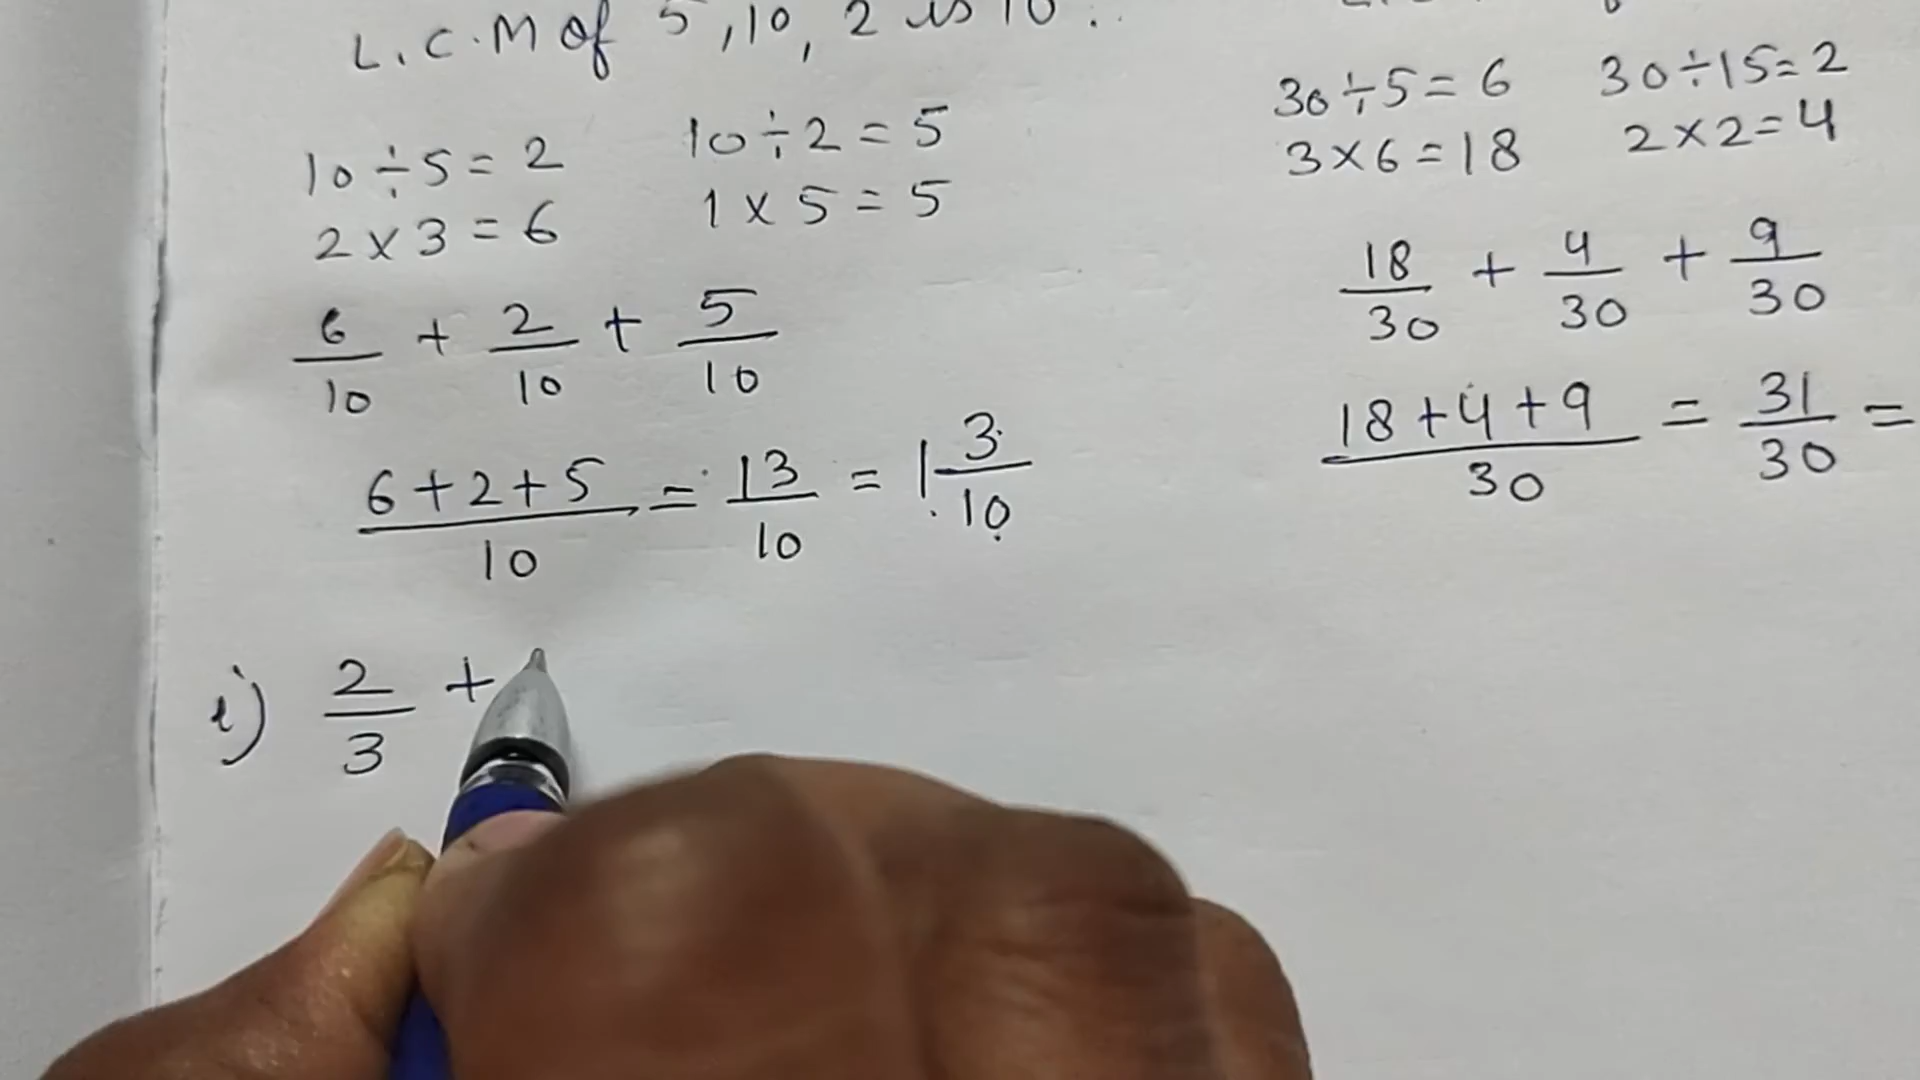 L.C.M of 5, 10, 2 is 10.
10÷5=2 10÷2=5
2×3=6 1×5=5
6/10 + 2/10 + 5/10
6+2+5/10 = 13/10 = 1 3/10
i) 2/3 +
30÷5=6 30÷15=2
3×6=18 2×2=4
18/30 + 4/30 + 9/30
18+4+9/30 = 31/30 =